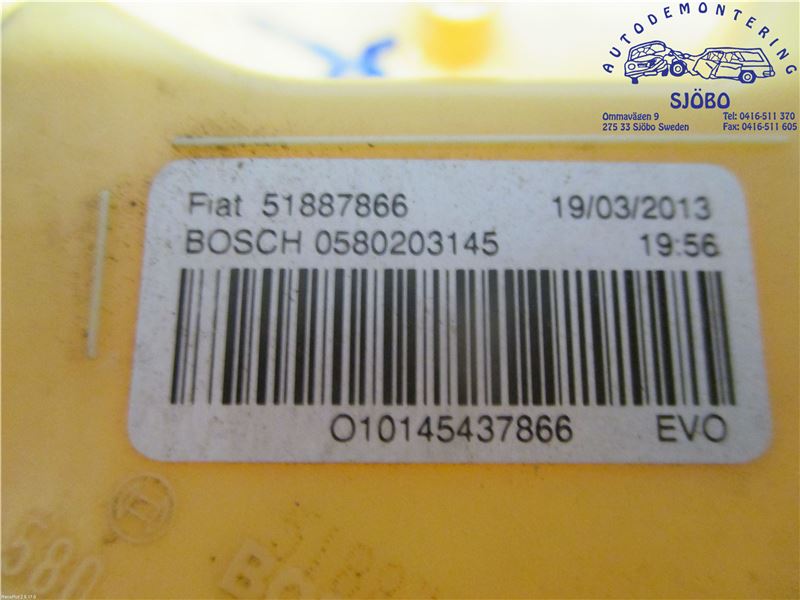 AUTODEMONTERING
SJÖBO
Ommavägen 9 Tel: 0416-511 370
275 33 Sjöbo Sweden Fax: 0416-511 605
Fiat 51887866 19/03/2013
BOSCH 0580203145 19:56
O10145437866 EVO
580